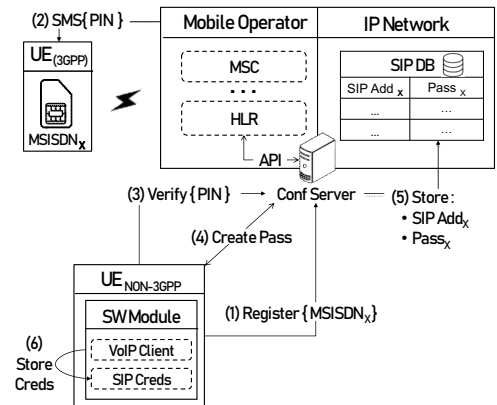 (2) SMS{ PIN }
Mobile Operator
IP Network
UE(3GPP)
MSISDNX
MSC
...
HLR
API
SIP DB
SIP Add X
Pass X
...
...
...
...
Conf Server
(3) Verify { PIN }
(4) Create Pass
(5) Store :
• SIP AddX
• PassX
UE NON-3GPP
SW Module
VoIP Client
SIP Creds
(1) Register { MSISDNX}
(6)
Store
Creds